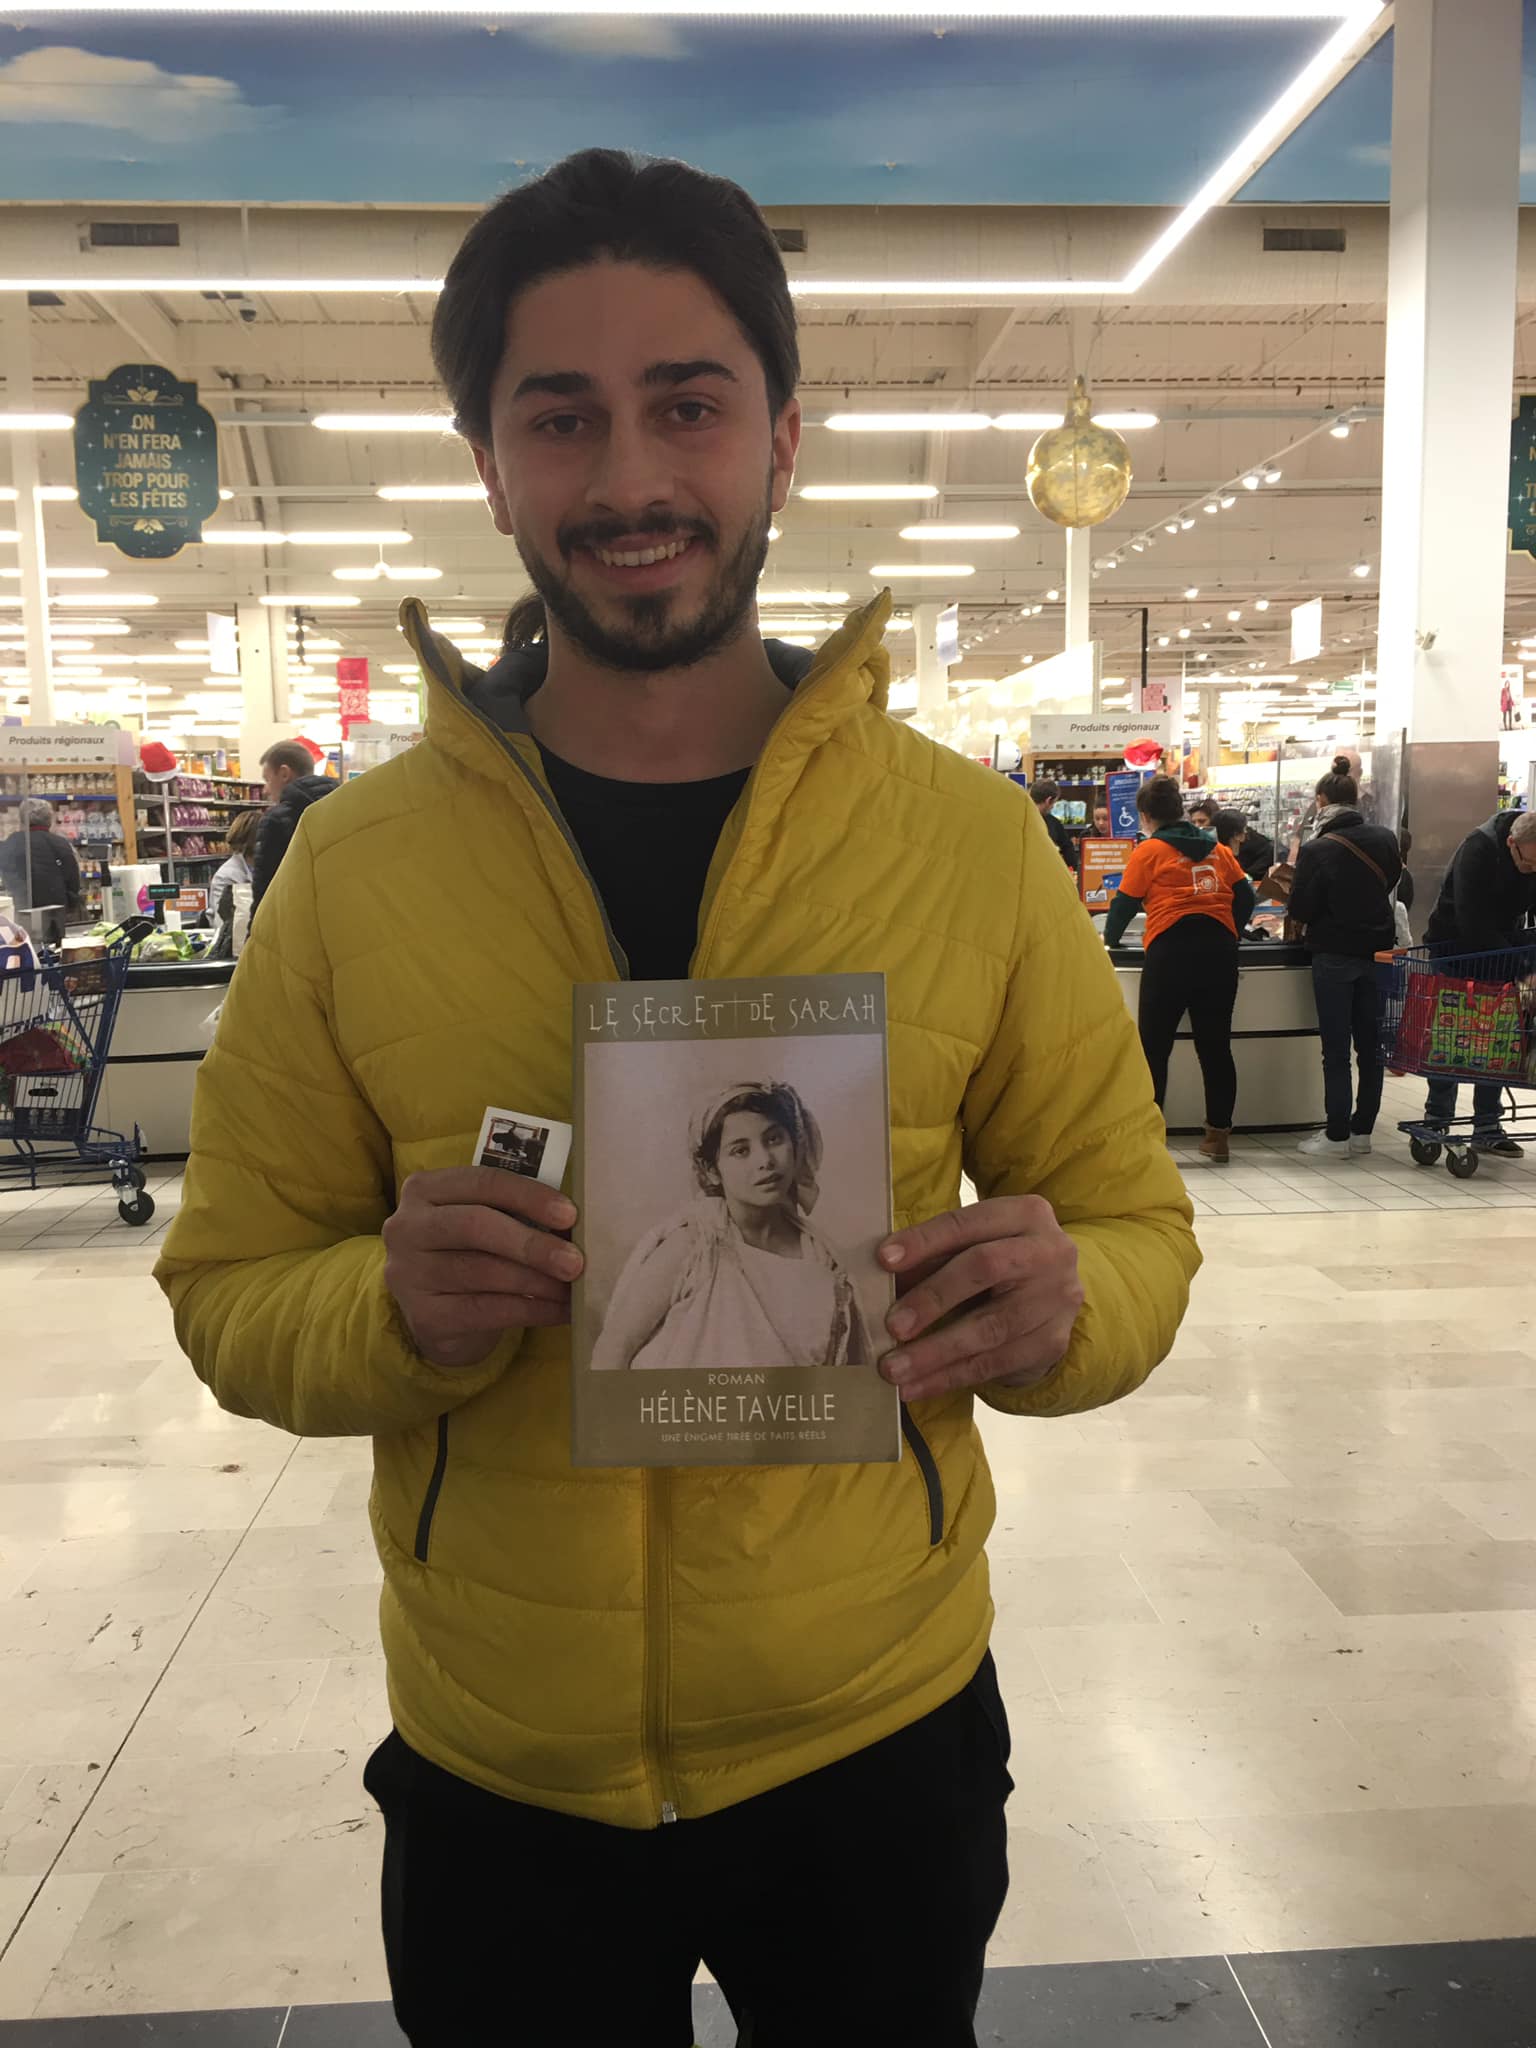 ON
N'EN FERA
JAMAIS
TROP POUR
LES FÊTES
Produits régionaux
Produits régionaux
LE SECRET DE SARAH
ROMAN
HÉLÈNE TAVELLE
UNE ÉNIGME TIRÉE DE FAITS RÉELS